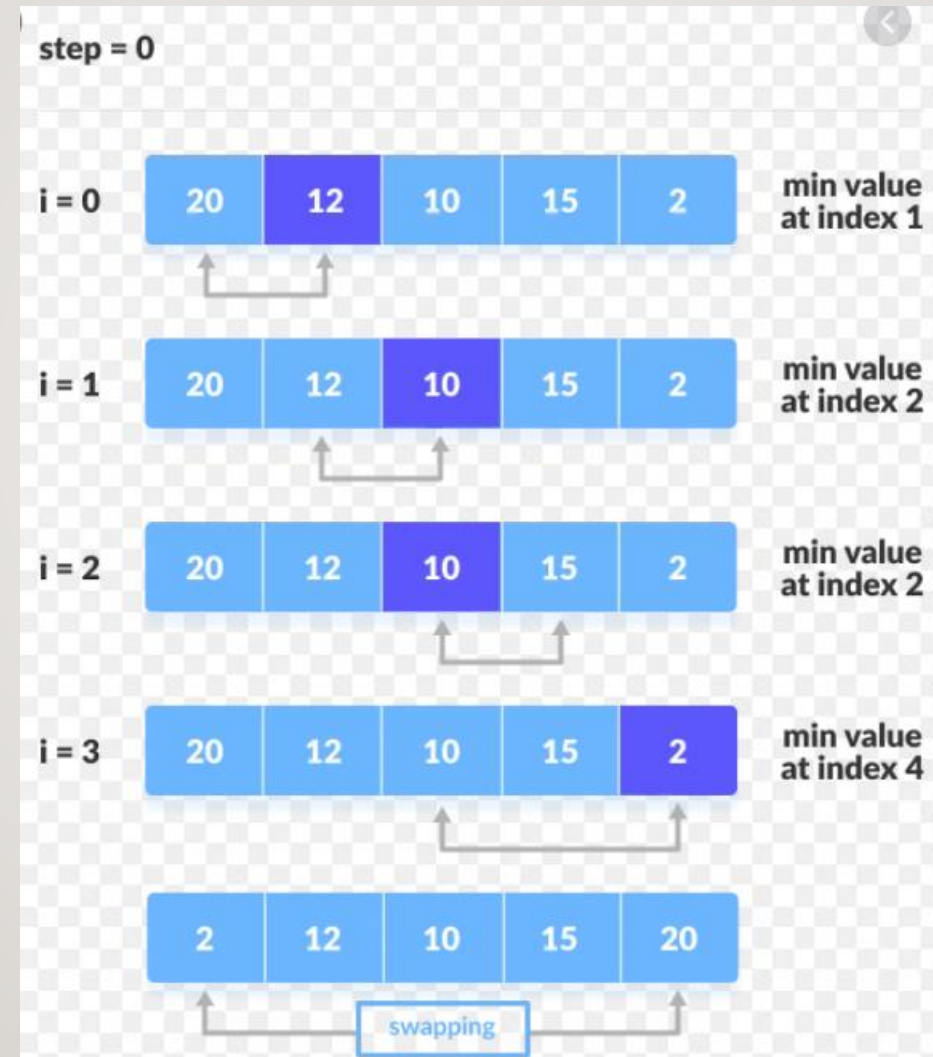 step = 0
i = 0 20 12 10 15 2 min value
at index 1
i = 1 20 12 10 15 2 min value
at index 2
i = 2 20 12 10 15 2 min value
at index 2
i = 3 20 12 10 15 2 min value
at index 4
2 12 10 15 20
swapping